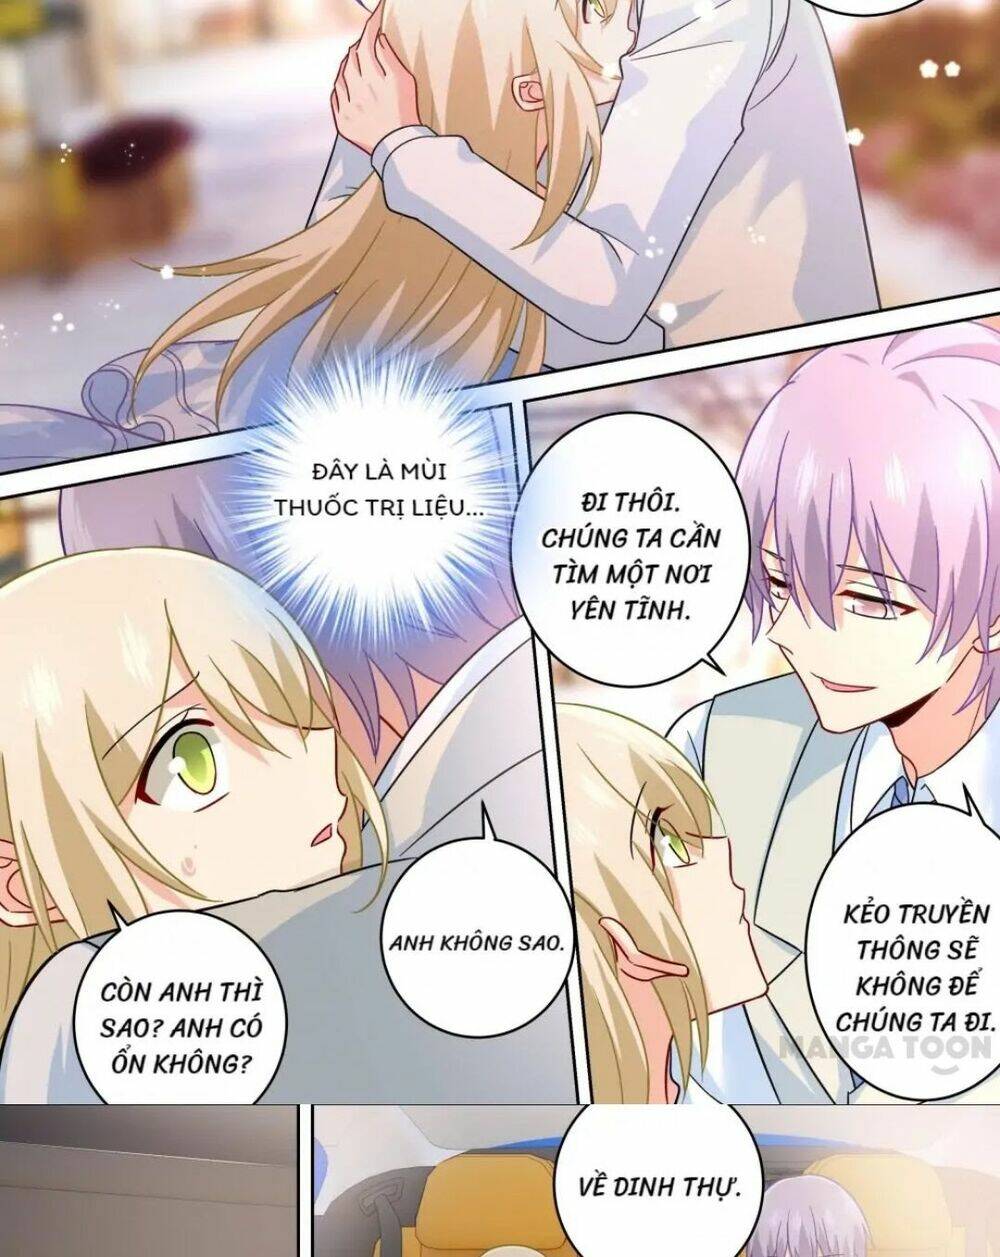 ĐÂY LÀ MÙI
THUỐC TRỊ LIỆU...
CÒN ANH THÌ
SAO? ANH CÓ
ỔN KHÔNG?
ANH KHÔNG SAO.
ĐI THÔI.
CHÚNG TA CẦN
TÌM MỘT NƠI
YÊN TĨNH.
KẺO TRUYỀN
THÔNG SẼ
KHÔNG ĐỂ
CHÚNG TA ĐI.
MANGA TOON
VỀ DINH THỰ.